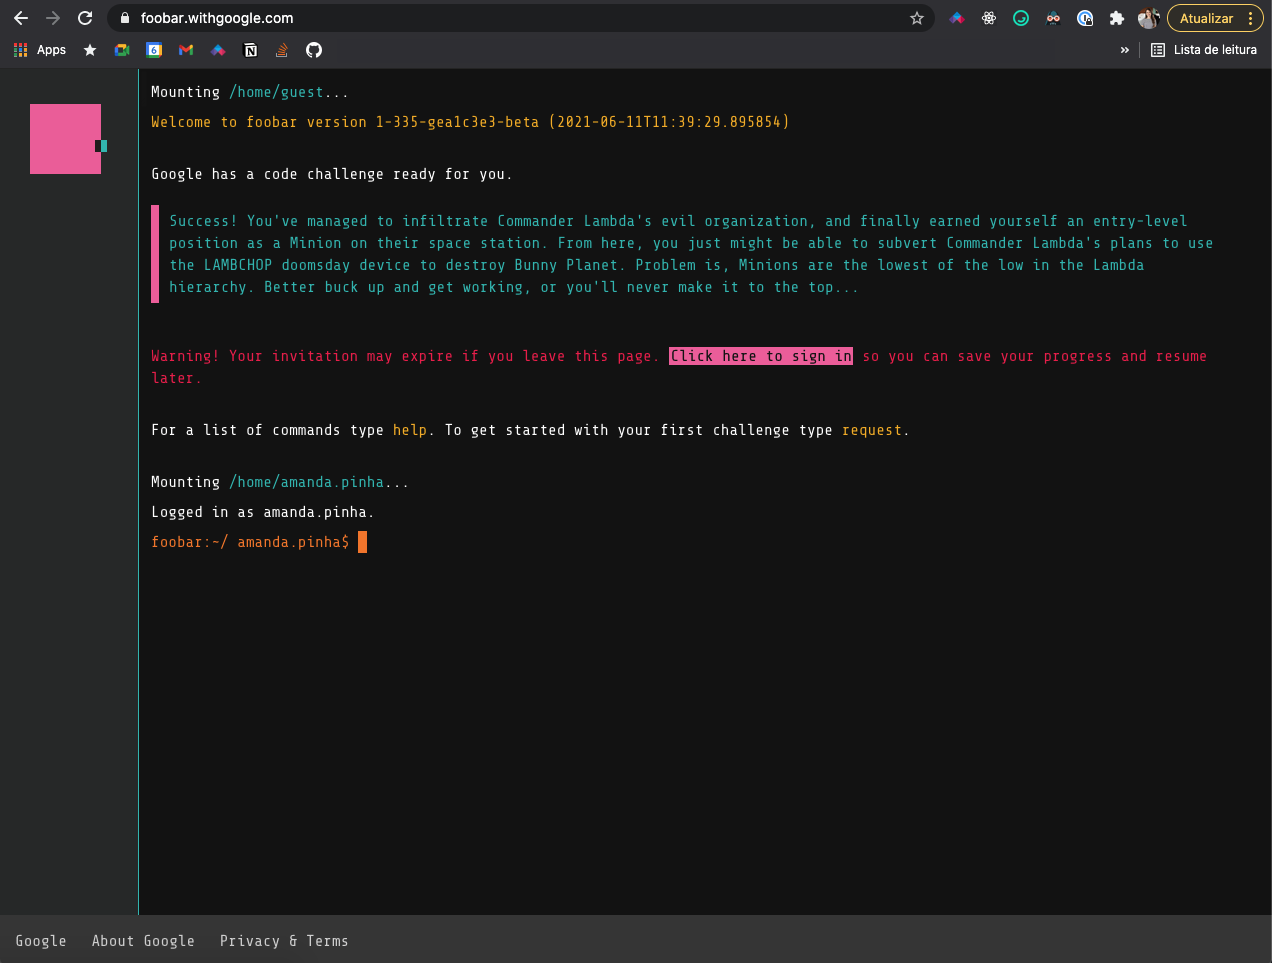 foobar.withgoogle.com
Atualizar
Apps
6
»
Lista de leitura
Mounting /home/guest...
Welcome to foobar version 1-335-gea1c3e3-beta (2021-06-11T11:39:29.895854)
Google has a code challenge ready for you.
Success! You've managed to infiltrate Commander Lambda's evil organization, and finally earned yourself an entry-level
position as a Minion on their space station. From here, you just might be able to subvert Commander Lambda's plans to use
the LAMBCHOP doomsday device to destroy Bunny Planet. Problem is, Minions are the lowest of the low in the Lambda
hierarchy. Better buck up and get working, or you'll never make it to the top...
Warning! Your invitation may expire if you leave this page. Click here to sign in so you can save your progress and resume
later.
For a list of commands type help. To get started with your first challenge type request.
Mounting /home/amanda.pinha...
Logged in as amanda.pinha.
foobar:~/ amanda.pinha$
Google About Google Privacy & Terms